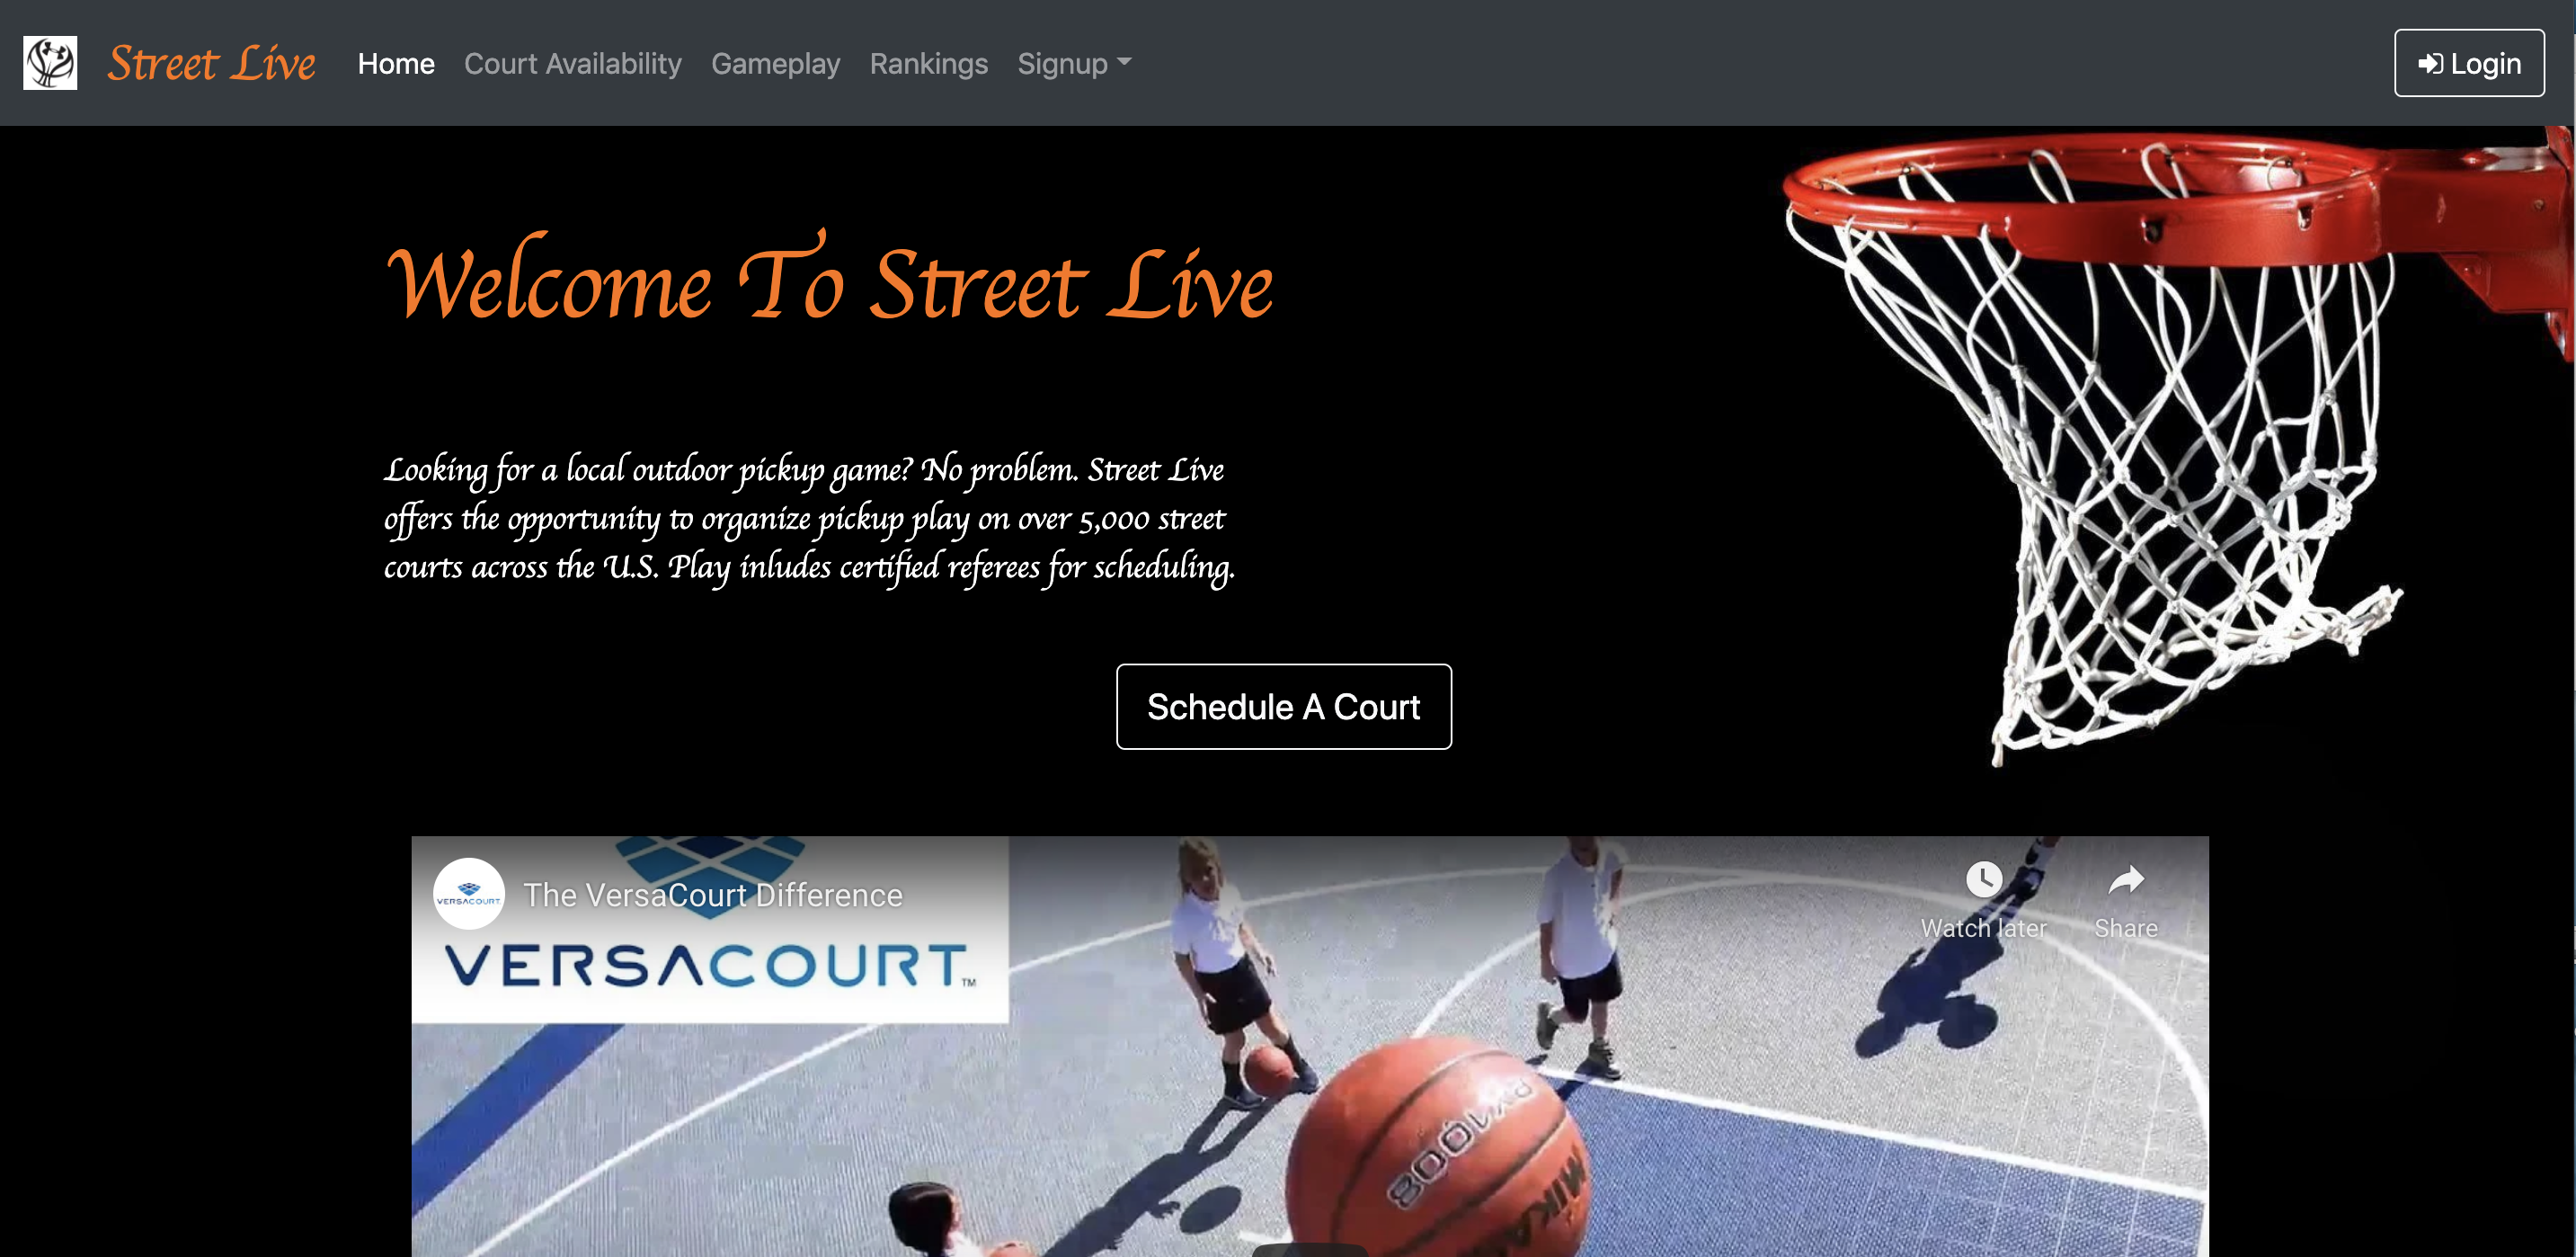 Street Live
Home
Court Availability
Gameplay
Rankings
Signup
Login
Welcome To Street Live
Looking for a local outdoor pickup game? No problem. Street Live
offers the opportunity to organize pickup play on over 5,000 street
courts across the U.S. Play inludes certified referees for scheduling.
Schedule A Court
VERSACOURT
The VersaCourt Difference
Watch later
Share
VERSACOURT™
8001VRY
MIKA